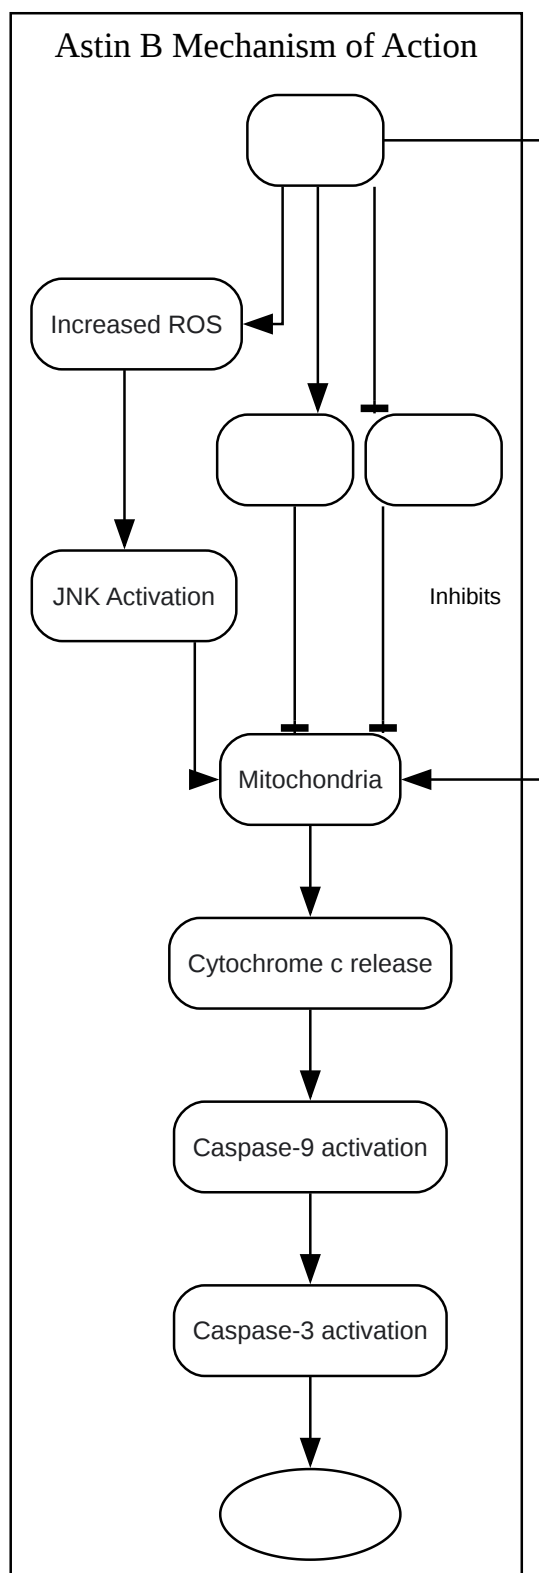 Astin B Mechanism of Action
Increased ROS
JNK Activation
Inhibits
Mitochondria
Cytochrome c release
Caspase-9 activation
Caspase-3 activation